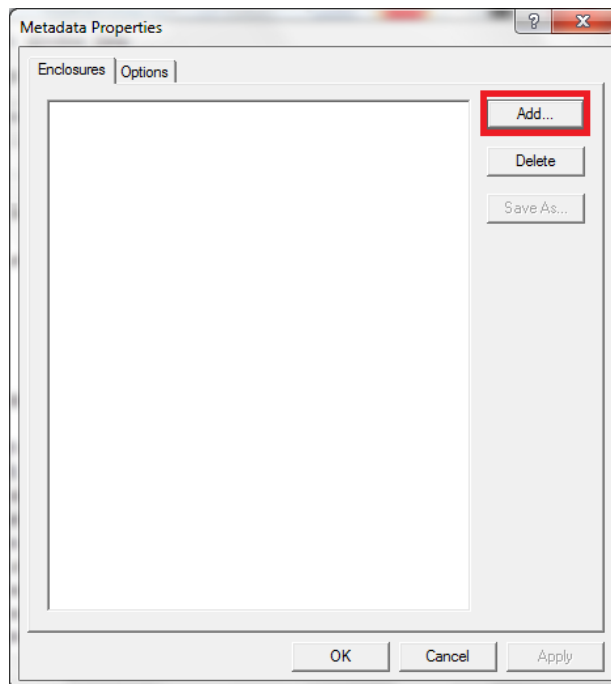 Metadata Properties
Enclosures Options
Add...
Delete
Save As...
OK Cancel Apply